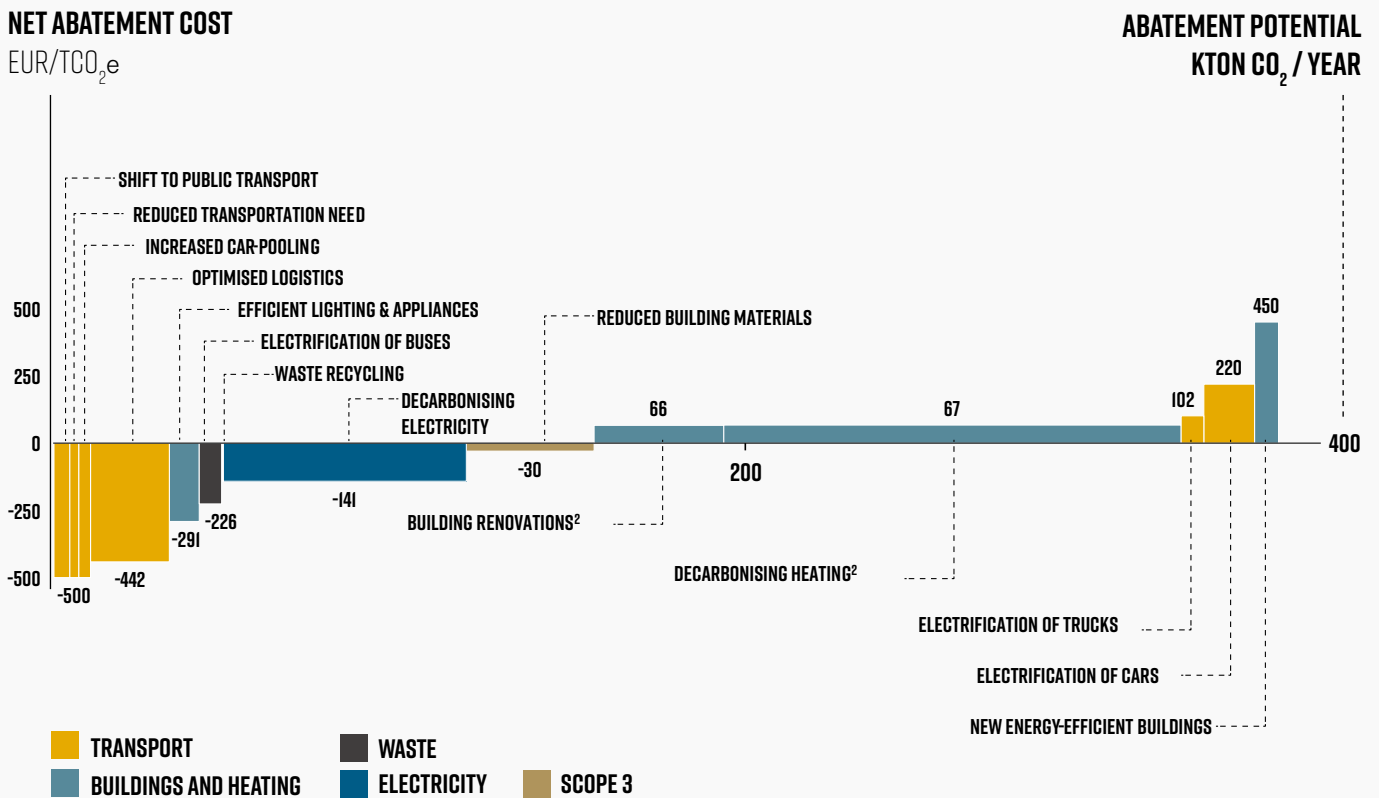 NET ABATEMENT COST
EUR/TCO₂e
ABATEMENT POTENTIAL
KTON CO₂ / YEAR
SHIFT TO PUBLIC TRANSPORT
REDUCED TRANSPORTATION NEED
INCREASED CAR-POOLING
OPTIMISED LOGISTICS
EFFICIENT LIGHTING & APPLIANCES
ELECTRIFICATION OF BUSES
WASTE RECYCLING
DECARBONISING
ELECTRICITY
REDUCED BUILDING MATERIALS
500
250
0
-250
-500
-500
-442
-291
-226
-141
-30
66
67
102
220
450
200
400
BUILDING RENOVATIONS²
DECARBONISING HEATING²
ELECTRIFICATION OF TRUCKS
ELECTRIFICATION OF CARS
NEW ENERGY-EFFICIENT BUILDINGS
TRANSPORT
BUILDINGS AND HEATING
WASTE
ELECTRICITY
SCOPE 3